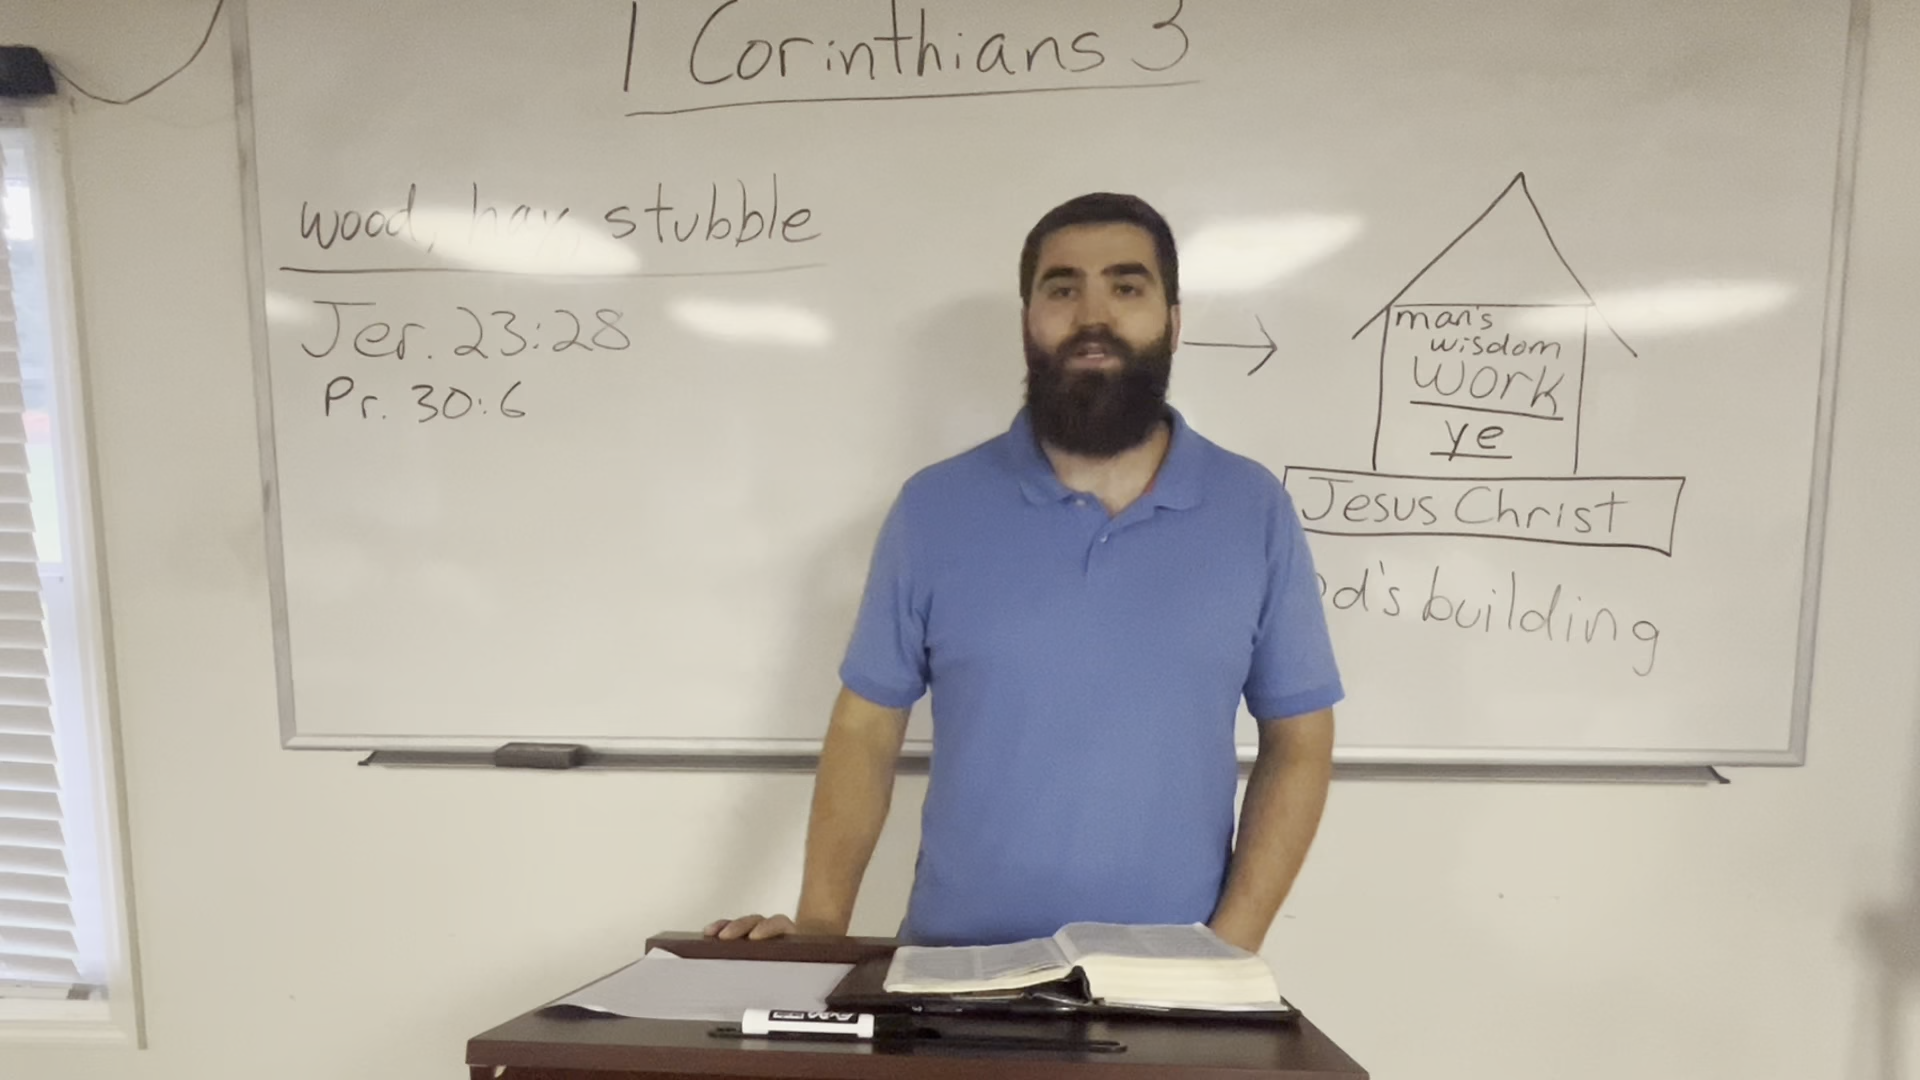 1 Corinthians 3
wood, hay, stubble
Jer. 23:28
Pr. 30:6
man's
wisdom
work
ye
Jesus Christ
building